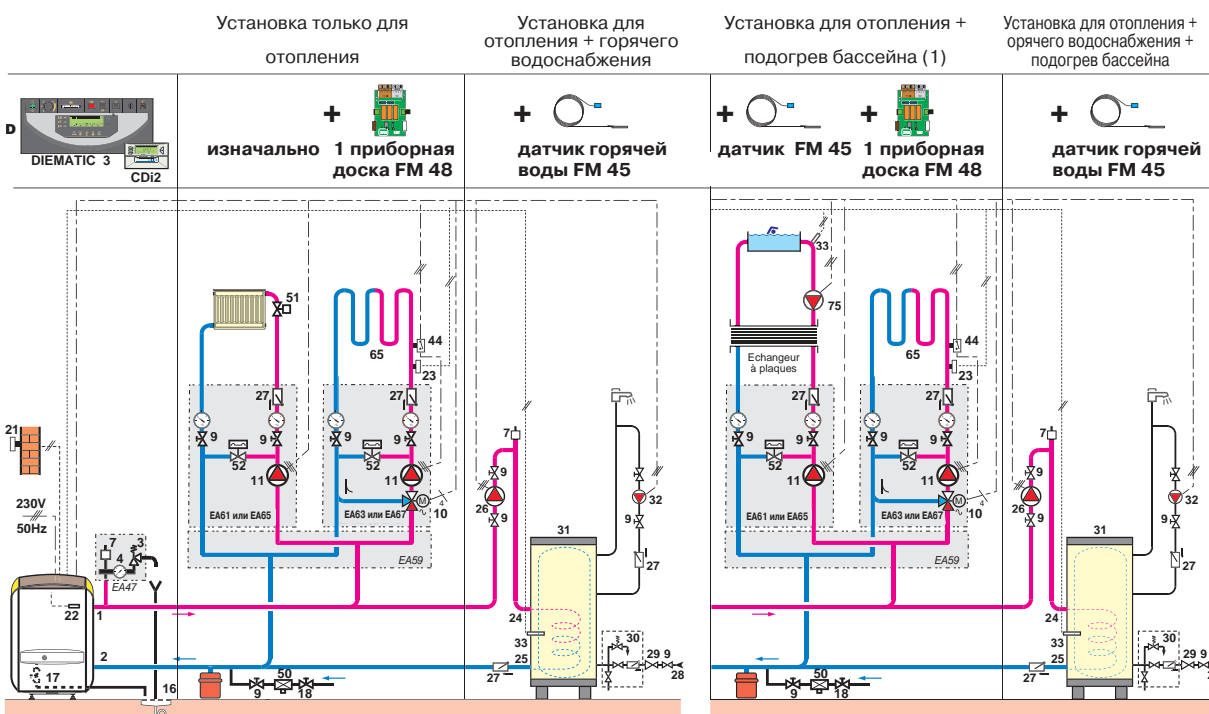 Установка только для
отопления
Установка для
отопления + горячего
водоснабжения
Установка для отопления +
подогрев бассейна (1)
Установка для отопления +
орячего водоснабжения +
подогрев бассейна
D
DIEMATIC 3
CDi2
+
изначально
1 приборная
доска FM 48
+
датчик горячей
воды FM 45
+
датчик FM 45
+
1 приборная
доска FM 48
+
датчик горячей
воды FM 45
51
65
44
23
27
27
9
9
9
52
52
11
11
M
4
10
EA61 или EA65
EA63 или EA67
EA59
21
230V
50Hz
7
3
4
EA47
22
1
2
17
16
9
50
18
7
9
26
9
31
32
9
27
24
33
25
27
30
29
9
28
33
75
Echangeur
à plaques
65
44
23
27
27
9
9
9
52
52
11
11
M
4
10
EA61 или EA65
EA63 или EA67
EA59
9
50
18
7
9
26
9
31
32
9
27
24
33
25
27
30
29
9